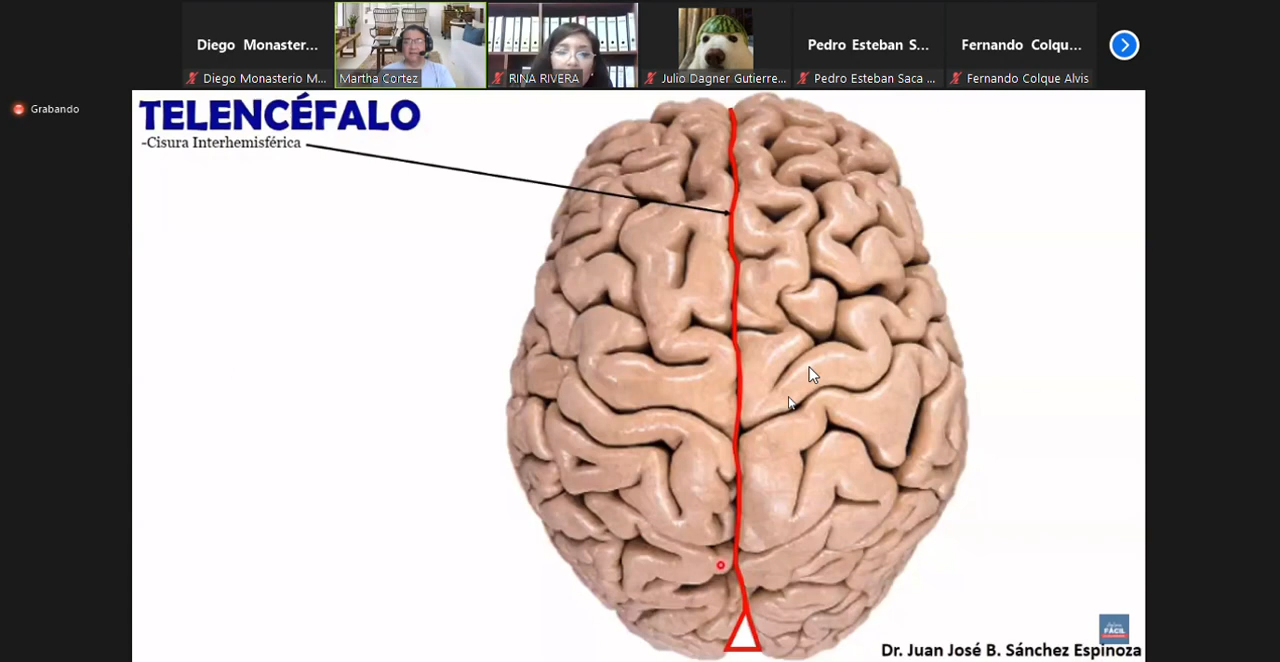 Diego Monaster...
Pedro Esteban S...
Fernando Colqu...
Diego Monasterio M...
Martha Cortez
RINA RIVERA
Julio Dagner Gutierre...
Pedro Esteban Saca ...
Fernando Colque Alvis
Grabando
TELENCÉFALO
-Cisura Interhemisférica
FÁCIL
Dr. Juan José B. Sánchez Espinoza